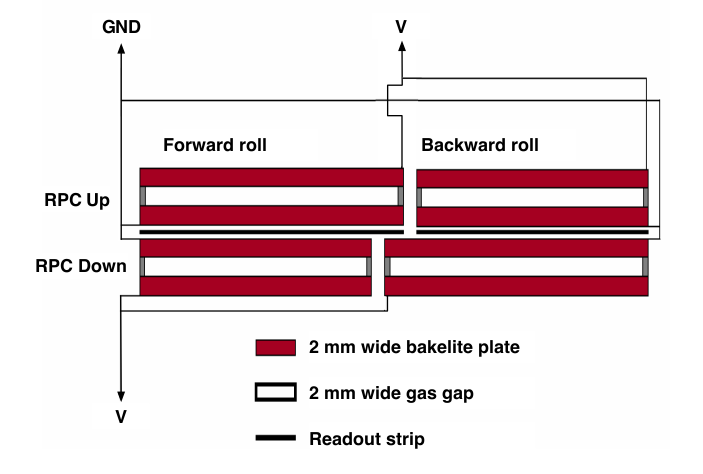 GND
V
Forward roll
Backward roll
RPC Up
RPC Down
2 mm wide bakelite plate
2 mm wide gas gap
V
Readout strip